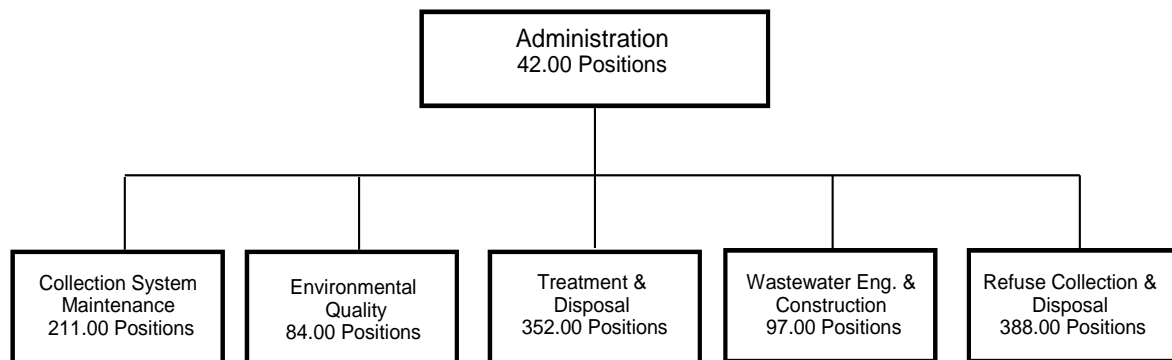 Administration
42.00 Positions
Collection System
Maintenance
211.00 Positions
Environmental
Quality
84.00 Positions
Treatment &
Disposal
352.00 Positions
Wastewater Eng. &
Construction
97.00 Positions
Refuse Collection &
Disposal
388.00 Positions